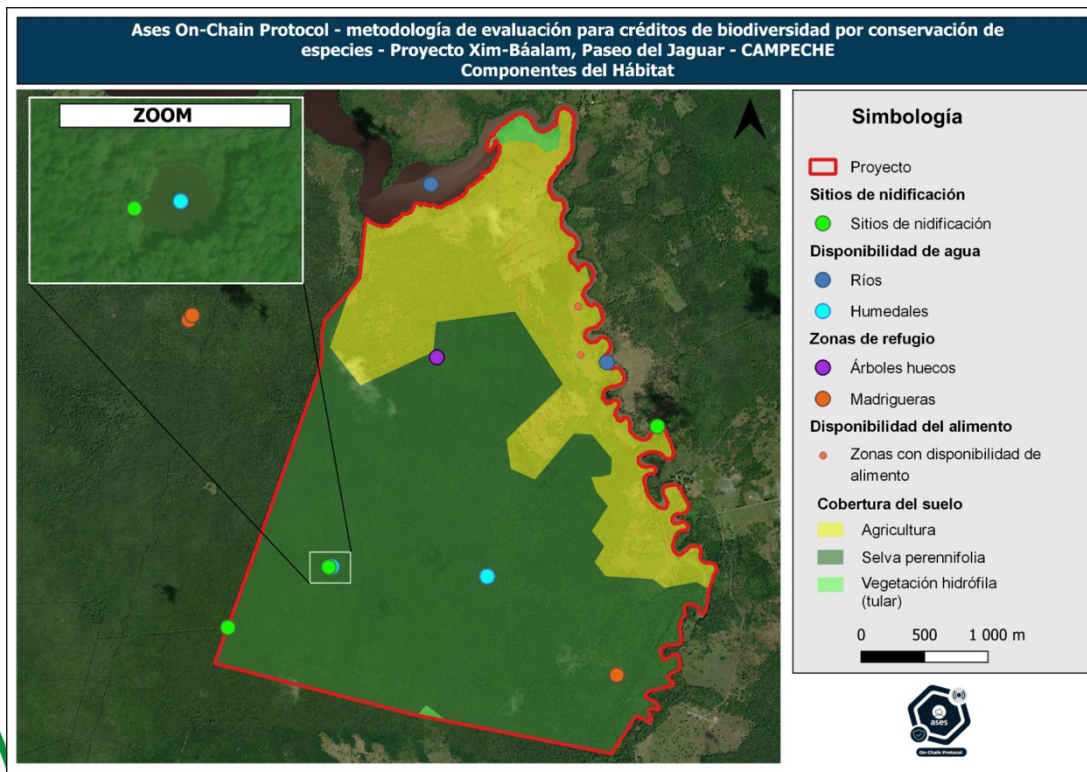 Ases On-Chain Protocol - metodología de evaluación para créditos de biodiversidad por conservación de
especies - Proyecto Xim-Báalam, Paseo del Jaguar - CAMPECHE
Componentes del Hábitat
ZOOM
Simbología
Proyecto
Sitios de nidificación
Sitios de nidificación
Disponibilidad de agua
Ríos
Humedales
Zonas de refugio
Árboles huecos
Madrigueras
Disponibilidad del alimento
Zonas con disponibilidad de
alimento
Cobertura del suelo
Agricultura
Selva perennifolia
Vegetación hidrófila
(tular)
0 500 1 000 m
ases
On-Chain Protocol